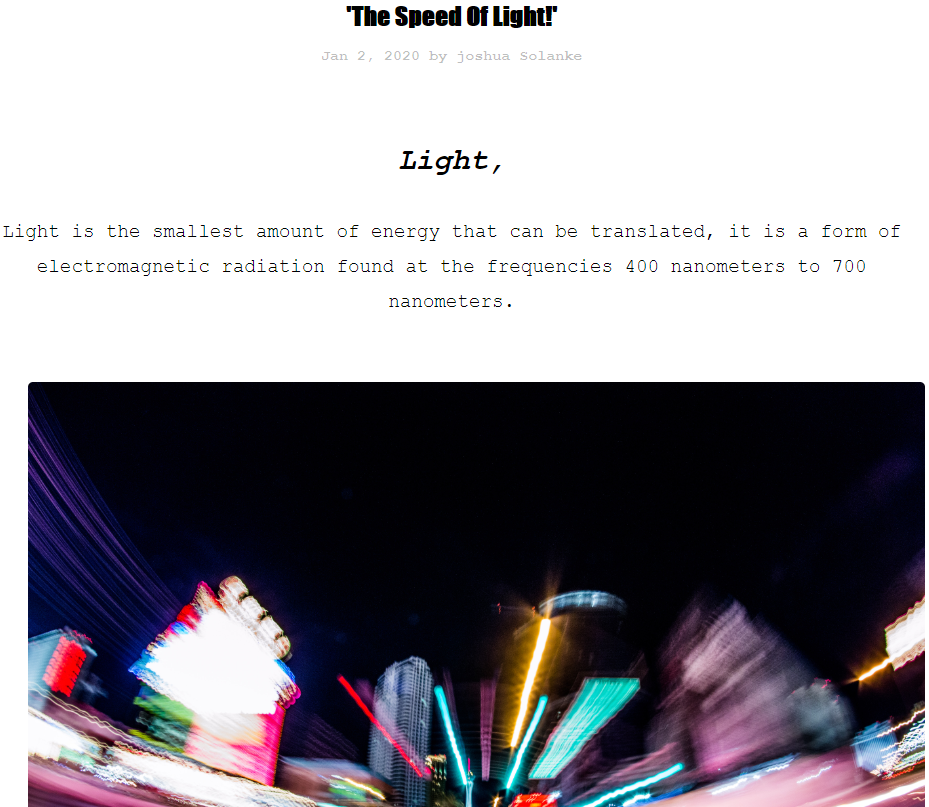 'The Speed Of Light!'
Jan 2, 2020 by joshua Solanke
Light,
Light is the smallest amount of energy that can be translated, it is a form of
electromagnetic radiation found at the frequencies 400 nanometers to 700
nanometers.